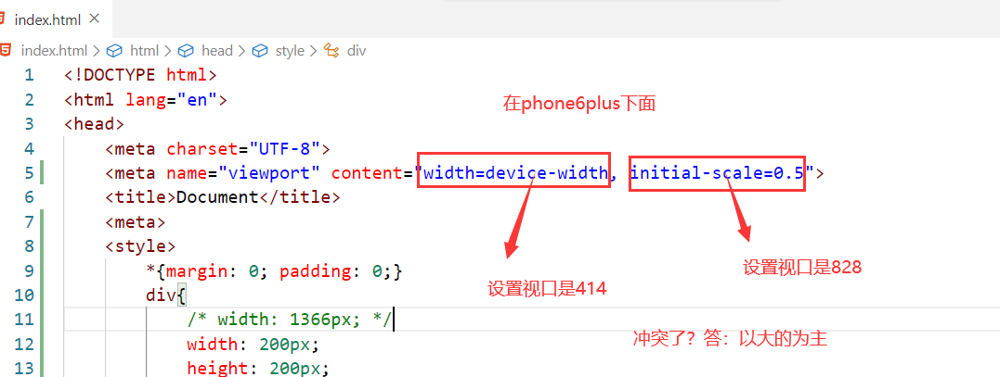 index.html
index.html > html > head > style > div
1 <!DOCTYPE html>
2 <html lang="en">
3 <head>
4 <meta charset="UTF-8">
5 <meta name="viewport" content="width=device-width, initial-scale=0.5">
6 <title>Document</title>
7 <meta>
8 <style>
9 *{margin: 0; padding: 0;}
10 div{
11 /* width: 1366px; */
12 width: 200px;
13 height: 200px;
在phone6plus下面
设置视口是414
设置视口是828
冲突了？答：以大的为主